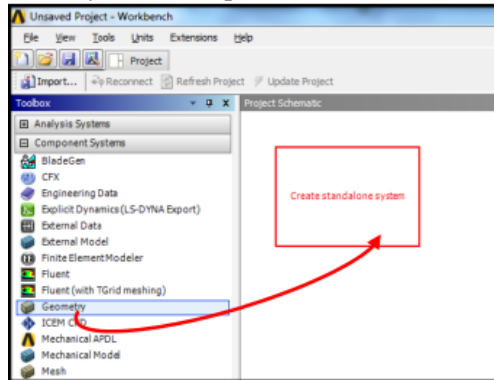 Unsaved Project - Workbench
File View Tools Units Extensions Help
Project
Import... Reconnect Refresh Project Update Project
Toolbox
Project Schematic
Analysis Systems
Component Systems
BladeGen
CFX
Engineering Data
Explicit Dynamics (LS-DYNA Export)
External Data
External Model
Finite Element Modeler
Fluent
Fluent (with TGrid meshing)
Geometry
ICEM CFD
Mechanical APDL
Mechanical Model
Mesh
Create standalone system